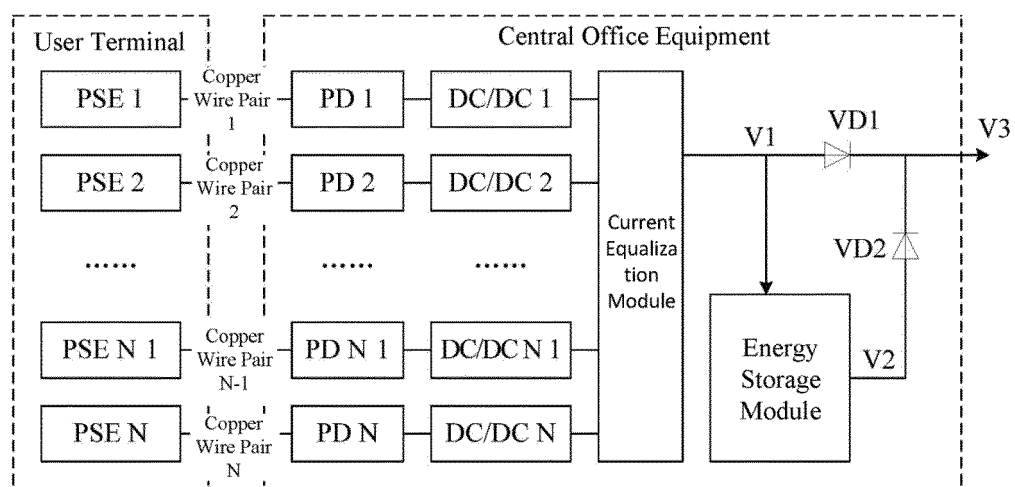 User Terminal
Central Office Equipment
PSE 1
Copper
Wire Pair
1
PD 1
DC/DC 1
PSE 2
Copper
Wire Pair
2
PD 2
DC/DC 2
......
......
......
PSE N 1
Copper
Wire Pair
N-1
PD N 1
DC/DC N 1
PSE N
Copper
Wire Pair
N
PD N
DC/DC N
Current
Equaliza
tion
Module
V1
VD1
V3
VD2
Energy
Storage
Module
V2